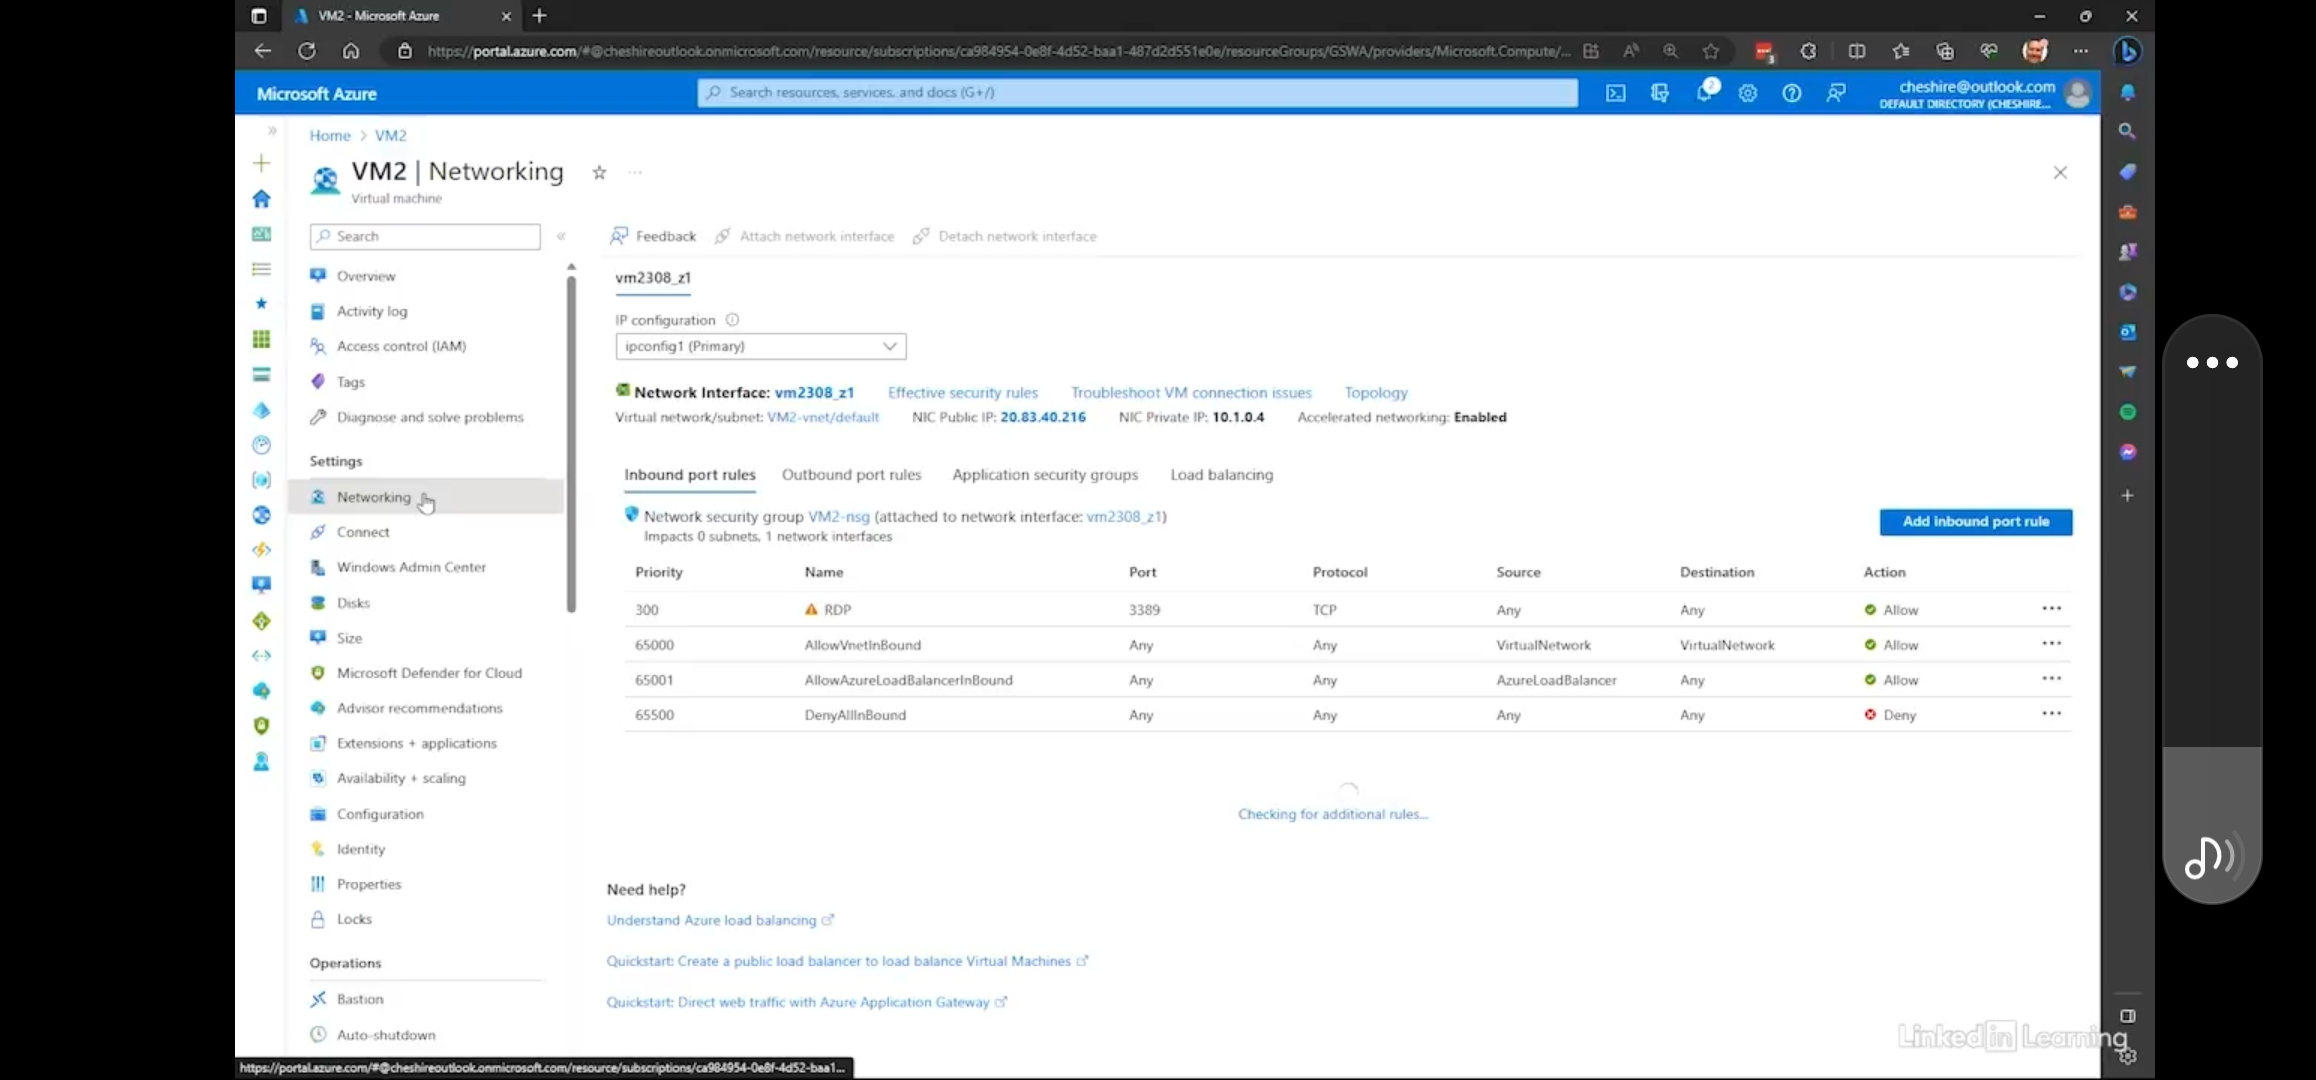 VM2 - Microsoft Azure
https://portal.azure.com/#@cheshireoutlook.onmicrosoft.com/resource/subscriptions/ca984954-0e8f-4d52-baa1-487d2d551e0e/resourceGroups/GSWA/providers/Microsoft.Compute/...
3
Microsoft Azure
Search resources, services, and docs (G+/)
2
cheshire@outlook.com
DEFAULT DIRECTORY (CHESHIRE...
Home > VM2
VM2 | Networking
Virtual machine
Search
Overview
Activity log
Access control (IAM)
Tags
Diagnose and solve problems
Settings
Networking
Connect
Windows Admin Center
Disks
Size
Microsoft Defender for Cloud
Advisor recommendations
Extensions + applications
Availability + scaling
Configuration
Identity
Properties
Locks
Operations
Bastion
Auto-shutdown
Feedback Attach network interface Detach network interface
vm2308_z1
IP configuration
ipconfig1 (Primary)
Network Interface: vm2308_z1 Effective security rules Troubleshoot VM connection issues Topology
Virtual network/subnet: VM2-vnet/default NIC Public IP: 20.83.40.216 NIC Private IP: 10.1.0.4 Accelerated networking: Enabled
Inbound port rules Outbound port rules Application security groups Load balancing
Network security group VM2-nsg (attached to network interface: vm2308_z1)
Impacts 0 subnets, 1 network interfaces
Add inbound port rule
Priority Name Port Protocol Source Destination Action
300 RDP 3389 TCP Any Any Allow
65000 AllowVnetInBound Any Any VirtualNetwork VirtualNetwork Allow
65001 AllowAzureLoadBalancerInBound Any Any AzureLoadBalancer Any Allow
65500 DenyAllInBound Any Any Any Any Deny
Checking for additional rules...
Need help?
Understand Azure load balancing
Quickstart: Create a public load balancer to load balance Virtual Machines
Quickstart: Direct web traffic with Azure Application Gateway
LinkedIn Learning
https://portal.azure.com/#@cheshireoutlook.onmicrosoft.com/resource/subscriptions/ca984954-0e8f-4d52-baa1...